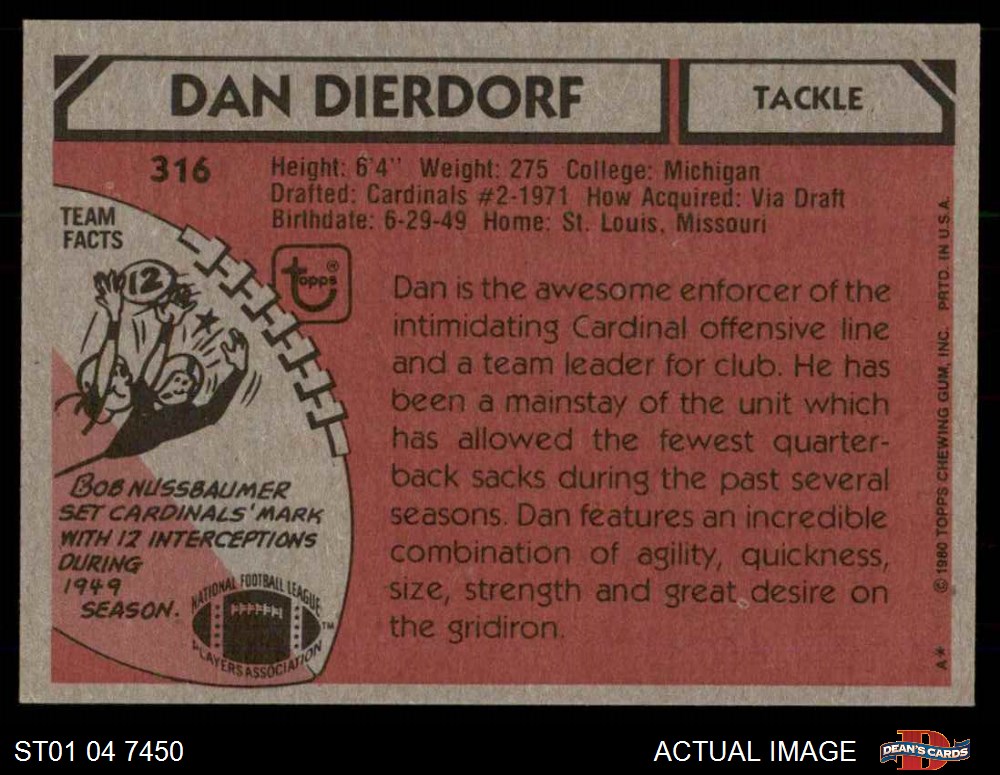 DAN DIERDORF
TACKLE
316
Height: 6'4" Weight: 275 College: Michigan
Drafted: Cardinals #2-1971 How Acquired: Via Draft
Birthdate: 6-29-49 Home: St. Louis, Missouri
TEAM
FACTS
12
topps®
Dan is the awesome enforcer of the
intimidating Cardinal offensive line
and a team leader for club. He has
been a mainstay of the unit which
has allowed the fewest quarter-
back sacks during the past several
seasons. Dan features an incredible
combination of agility, quickness,
size, strength and great desire on
the gridiron.
BOB NUSSBAUMER
SET CARDINALS' MARK
WITH 12 INTERCEPTIONS
DURING
1949
SEASON.
NATIONAL FOOTBALL LEAGUE
PLAYERS ASSOCIATION
TM
A* © 1980 TOPPS CHEWING GUM, INC. PRTD. IN U.S.A.
ST01 04 7450
ACTUAL IMAGE
D
DEAN'S CARDS